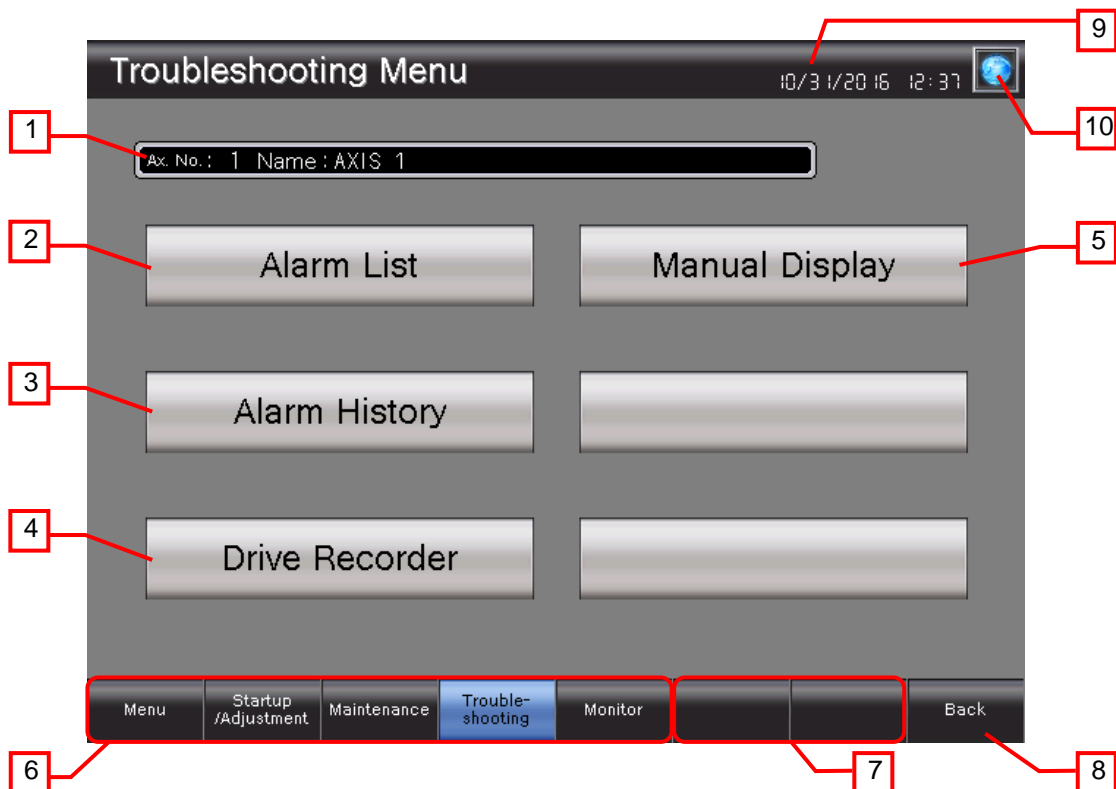 9
Troubleshooting Menu
10/31/2016 12:37
10
1
Ax. No.: 1 Name:AXIS 1
2
Alarm List
Manual Display
5
3
Alarm History
4
Drive Recorder
Menu
Startup
/Adjustment
Maintenance
Trouble-
shooting
Monitor
Back
6
7
8